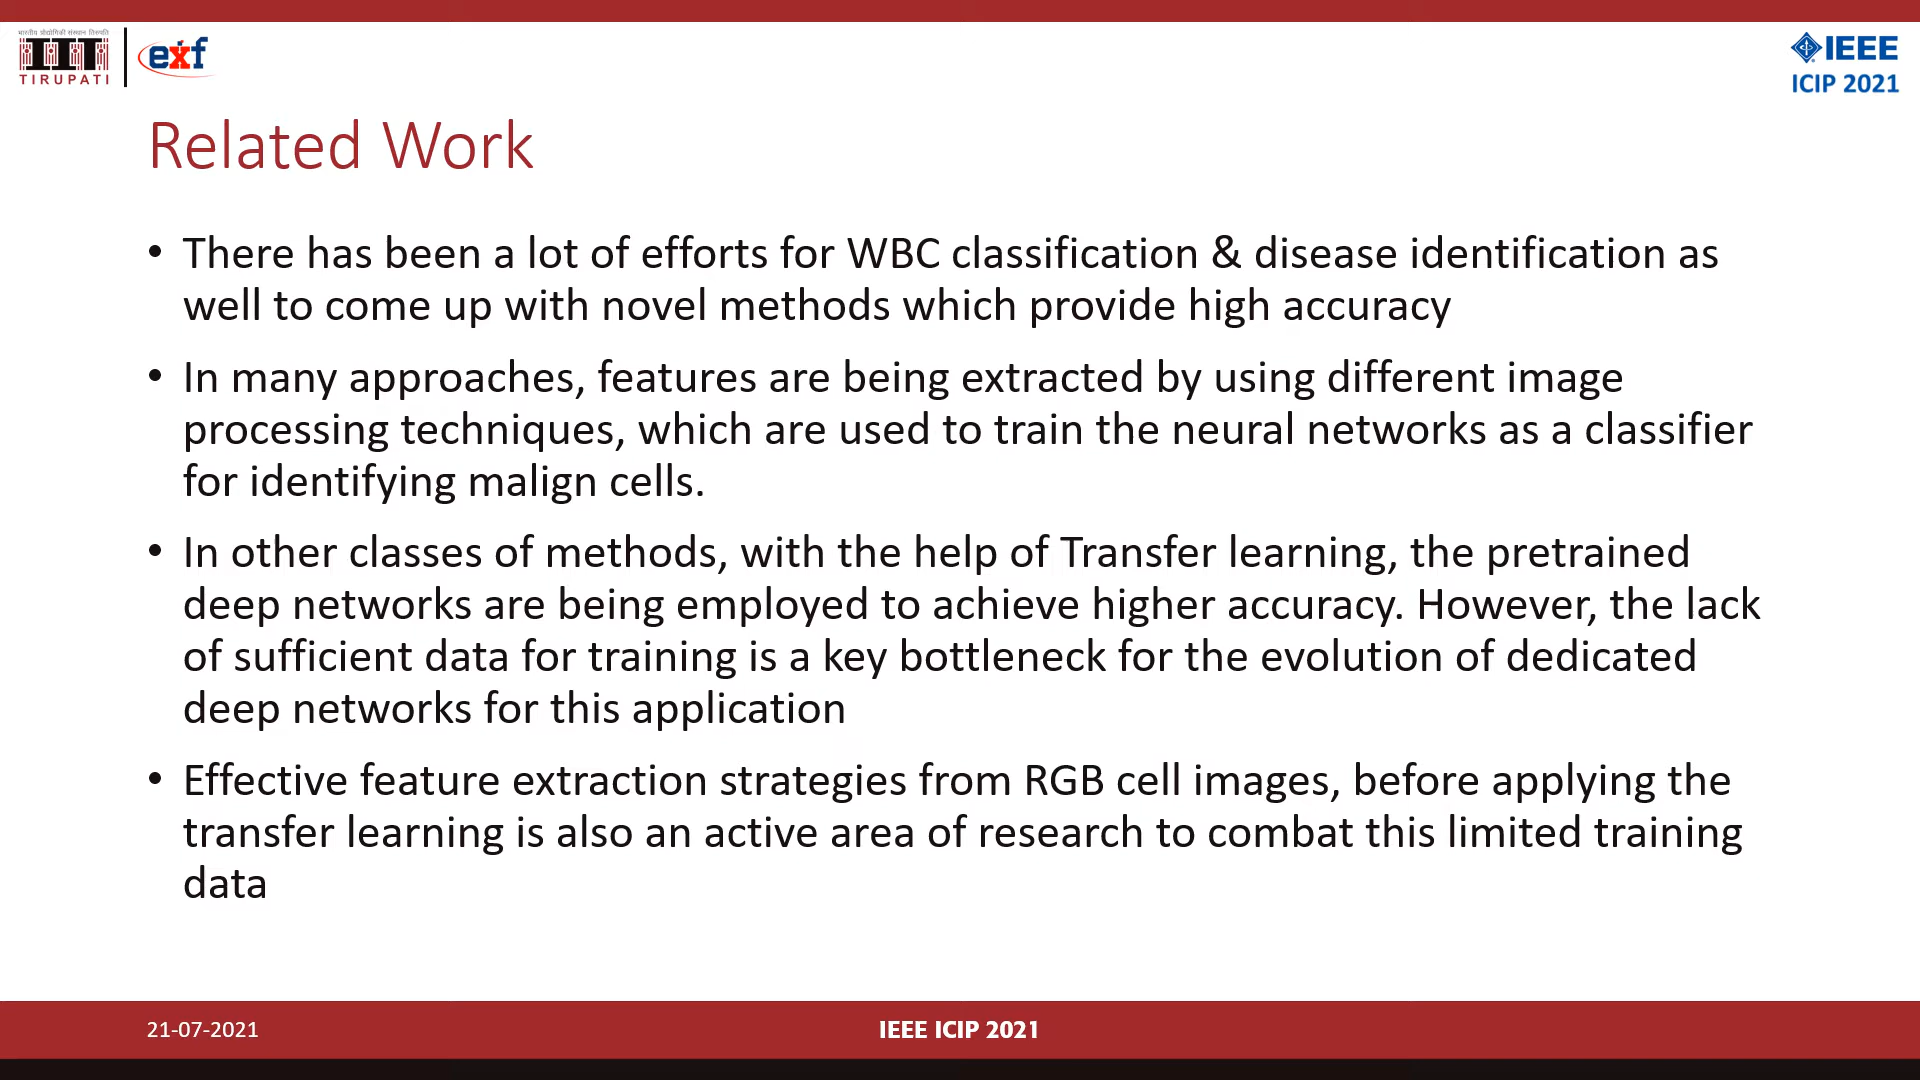 भारतीय प्रौद्योगिकी संस्थान तिरुपति
TIRUPATI
exf
IEEE
ICIP 2021
Related Work
• There has been a lot of efforts for WBC classification & disease identification as
well to come up with novel methods which provide high accuracy
• In many approaches, features are being extracted by using different image
processing techniques, which are used to train the neural networks as a classifier
for identifying malign cells.
• In other classes of methods, with the help of Transfer learning, the pretrained
deep networks are being employed to achieve higher accuracy. However, the lack
of sufficient data for training is a key bottleneck for the evolution of dedicated
deep networks for this application
• Effective feature extraction strategies from RGB cell images, before applying the
transfer learning is also an active area of research to combat this limited training
data
21-07-2021
IEEE ICIP 2021